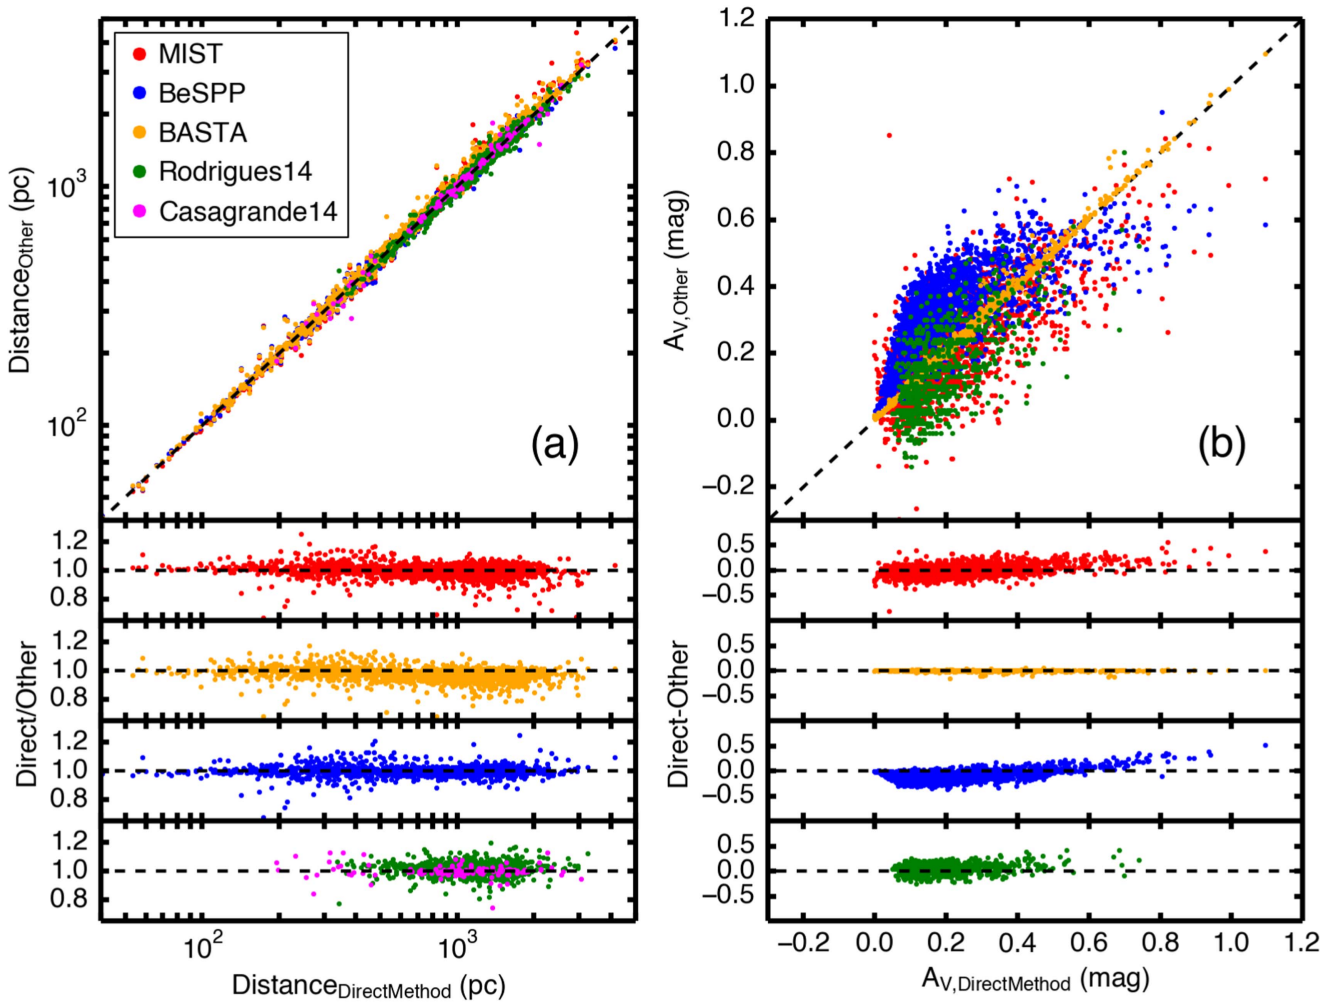 MIST
BeSPP
BASTA
Rodrigues14
Casagrande14
10^3
10^2
Distance_Other (pc)
(a)
1.2
1.0
0.8
1.2
1.0
0.8
1.2
1.0
0.8
1.2
1.0
0.8
Direct/Other
10^2
10^3
Distance_DirectMethod (pc)
1.2
1.0
0.8
0.6
0.4
0.2
0.0
−0.2
A_V,Other (mag)
(b)
0.5
0.0
−0.5
0.5
0.0
−0.5
0.5
0.0
−0.5
0.5
0.0
−0.5
Direct-Other
−0.2 0.0 0.2 0.4 0.6 0.8 1.0 1.2
A_V,DirectMethod (mag)